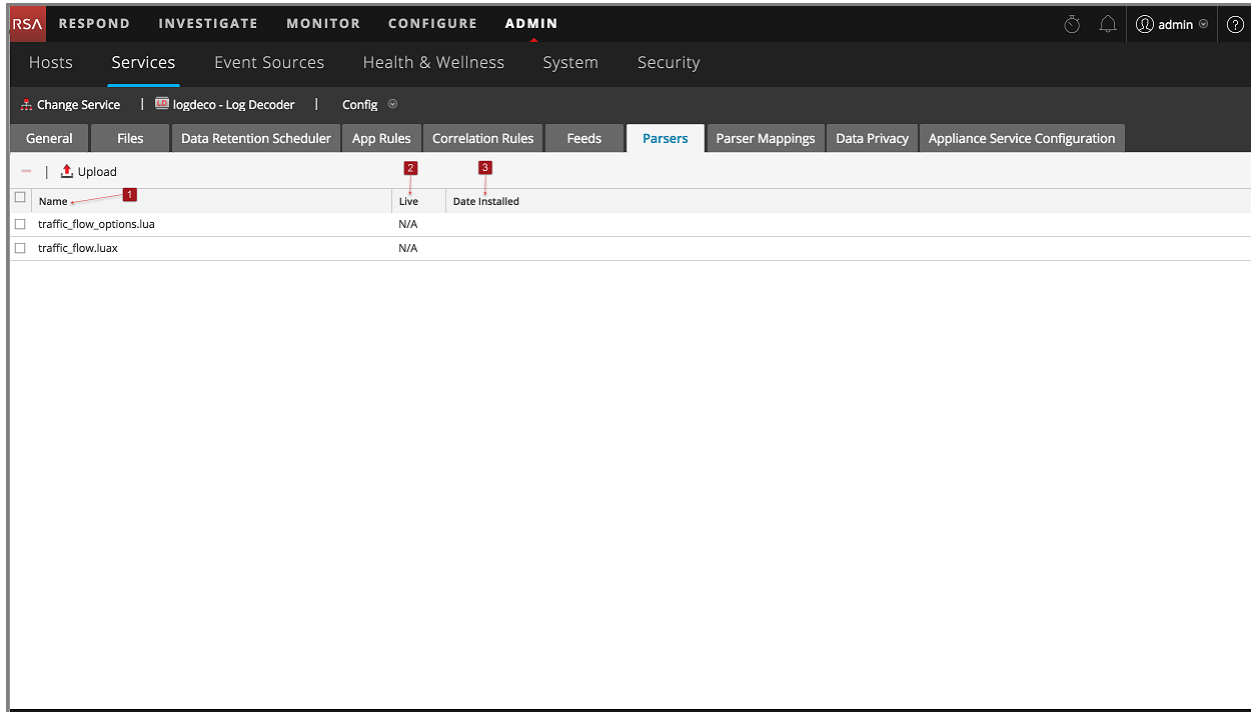 RSA RESPOND INVESTIGATE MONITOR CONFIGURE ADMIN admin ?
Hosts Services Event Sources Health & Wellness System Security
Change Service | LD logdeco - Log Decoder | Config
General Files Data Retention Scheduler App Rules Correlation Rules Feeds Parsers Parser Mappings Data Privacy Appliance Service Configuration
| Upload 2 3
1
Name Live Date Installed
traffic_flow_options.lua N/A
traffic_flow.luax N/A